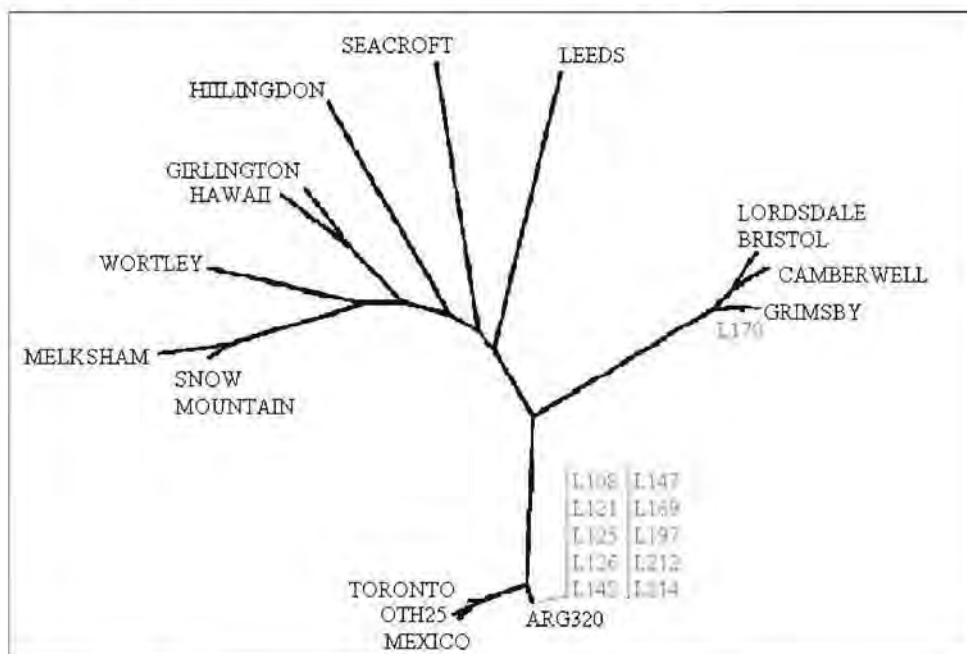 SEACROFT
LEEDS
HIILINGDON
GIRLINGTON
HAWAII
LORDSDALE
BRISTOL
WORTLEY
CAMBERWELL
GRIMSBY
L170
MELKSHAM
SNOW
MOUNTAIN
L108 L147
L121 L169
L125 L197
L126 L212
L214
TORONTO
OTH25
ARG320
MEXICO